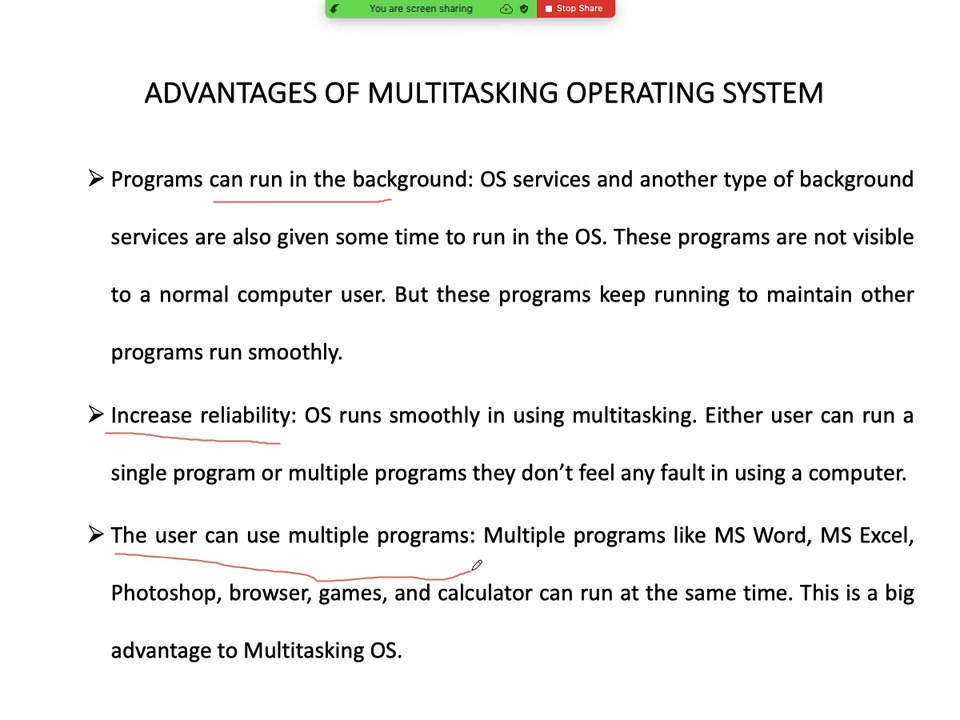 You are screen sharing
Stop Share
ADVANTAGES OF MULTITASKING OPERATING SYSTEM
➢ Programs can run in the background: OS services and another type of background
services are also given some time to run in the OS. These programs are not visible
to a normal computer user. But these programs keep running to maintain other
programs run smoothly.
➢ Increase reliability: OS runs smoothly in using multitasking. Either user can run a
single program or multiple programs they don’t feel any fault in using a computer.
➢ The user can use multiple programs: Multiple programs like MS Word, MS Excel,
Photoshop, browser, games, and calculator can run at the same time. This is a big
advantage to Multitasking OS.